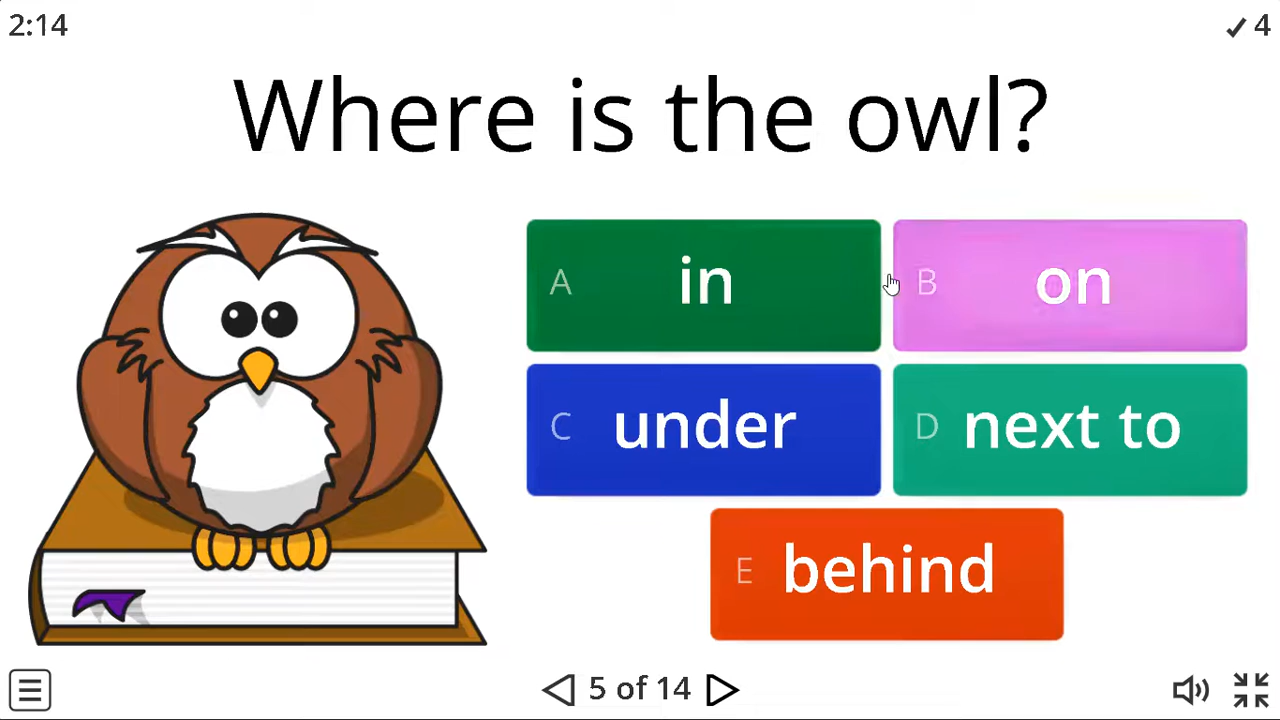 2:14
✓ 4
Where is the owl?
A in
B on
C under
D next to
E behind
5 of 14